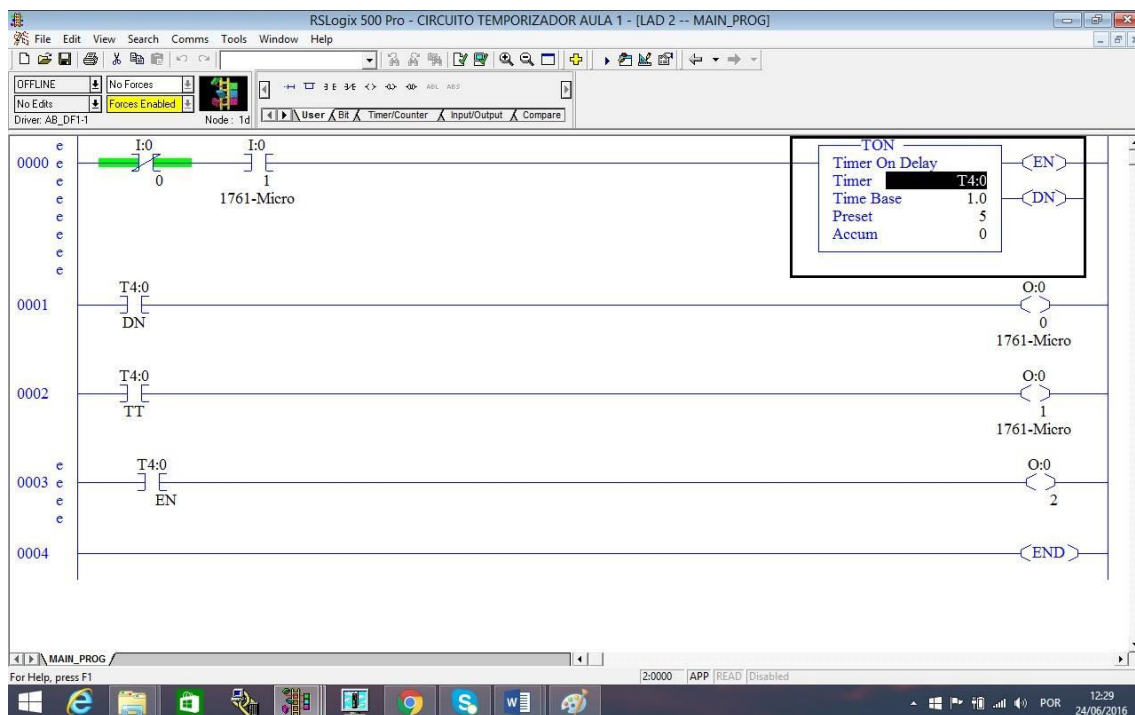 RSLogix 500 Pro - CIRCUITO TEMPORIZADOR AULA 1 - [LAD 2 -- MAIN_PROG]
File Edit View Search Comms Tools Window Help
OFFLINE No Forces
No Edits Forces Enabled
Driver: AB_DF1-1 Node : 1d
ABL ABS
User Bit Timer/Counter Input/Output Compare
e I:0 I:0 TON
0000 e Timer On Delay EN
e 0 1 Timer T4:0
e 1761-Micro Time Base 1.0 DN
e Preset 5
e Accum 0
e
e
T4:0 O:0
0001
DN 0
1761-Micro
T4:0 O:0
0002
TT 1
1761-Micro
e T4:0 O:0
0003 e
e EN 2
e
0004 END
MAIN_PROG
For Help, press F1 2:0000 APP READ Disabled
POR 12:29
24/06/2016